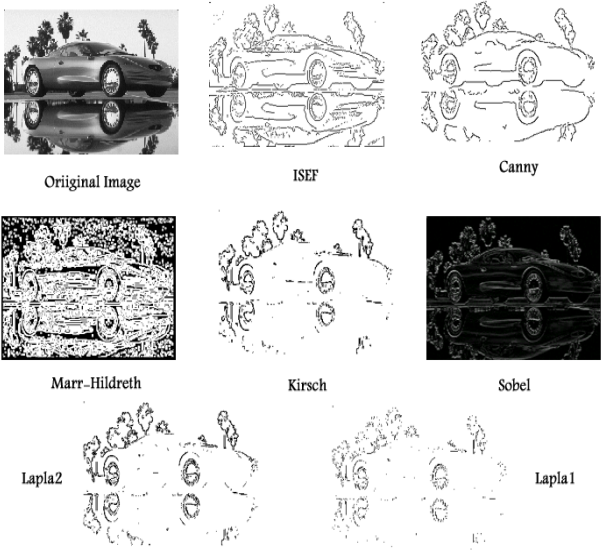 Oriiginal Image
ISEF
Canny
Marr-Hildreth
Kirsch
Sobel
Lapla2
Lapla1